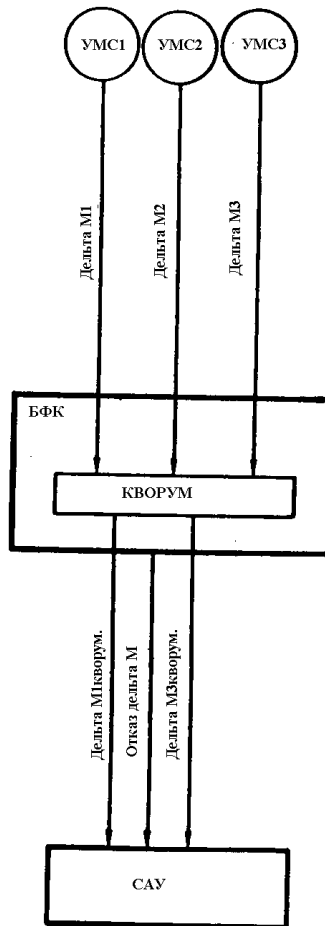 УМС1
УМС2
УМС3
Дельта М1
Дельта М2
Дельта М3
БФК
КВОРУМ
Дельта М1кворум.
Отказ дельта М
Дельта М3кворум.
САУ